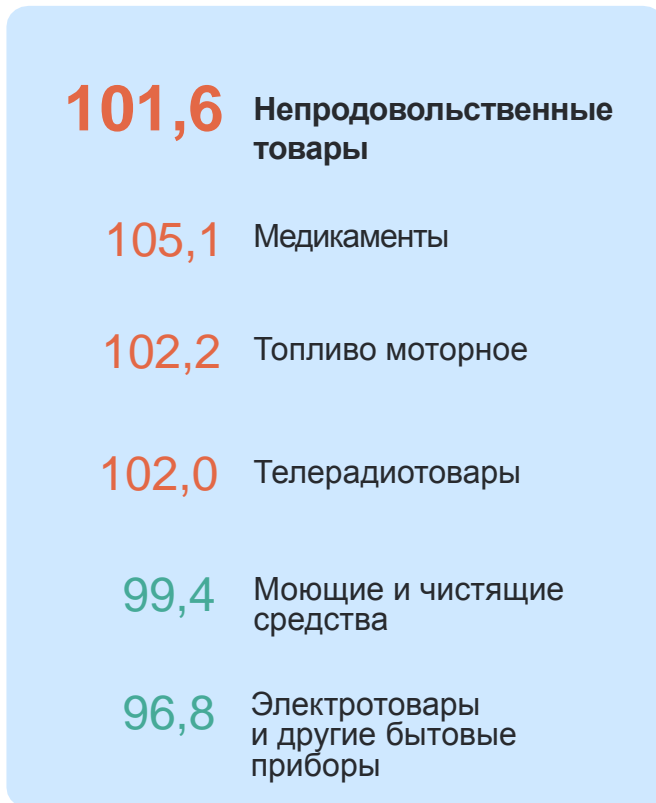 101,6 Непродовольственные
товары
105,1 Медикаменты
102,2 Топливо моторное
102,0 Телерадиотовары
99,4 Моющие и чистящие
средства
96,8 Электротовары
и другие бытовые
приборы